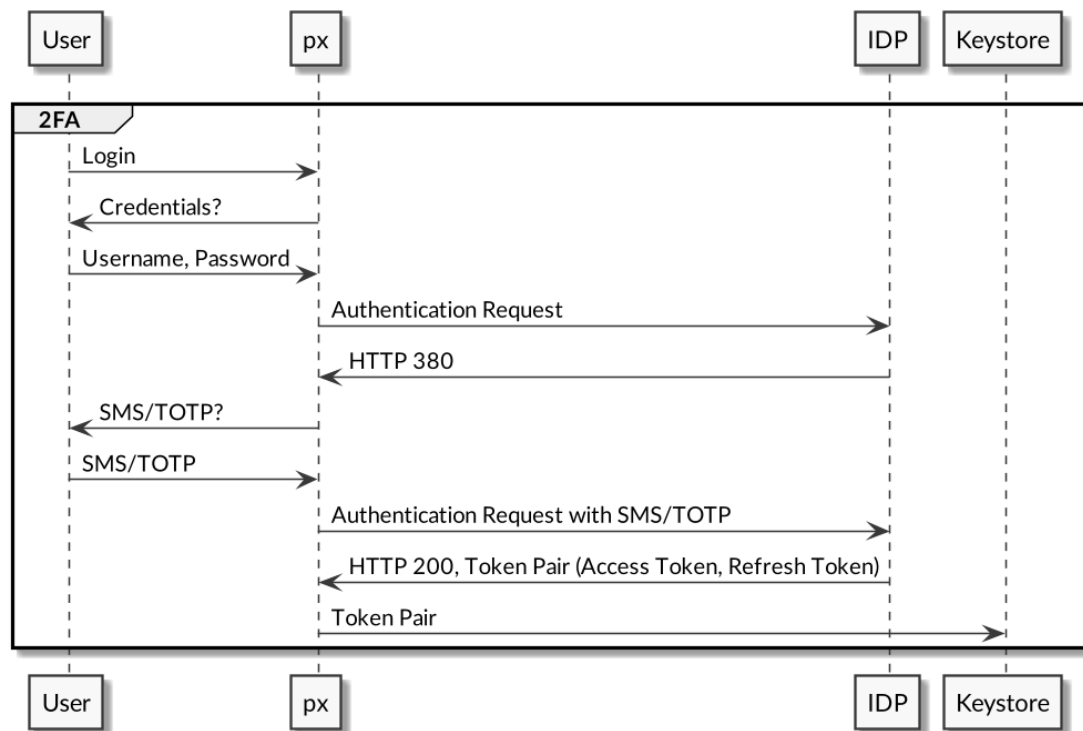 User px IDP Keystore
2FA
Login
Credentials?
Username, Password
Authentication Request
HTTP 380
SMS/TOTP?
SMS/TOTP
Authentication Request with SMS/TOTP
HTTP 200, Token Pair (Access Token, Refresh Token)
Token Pair
User px IDP Keystore